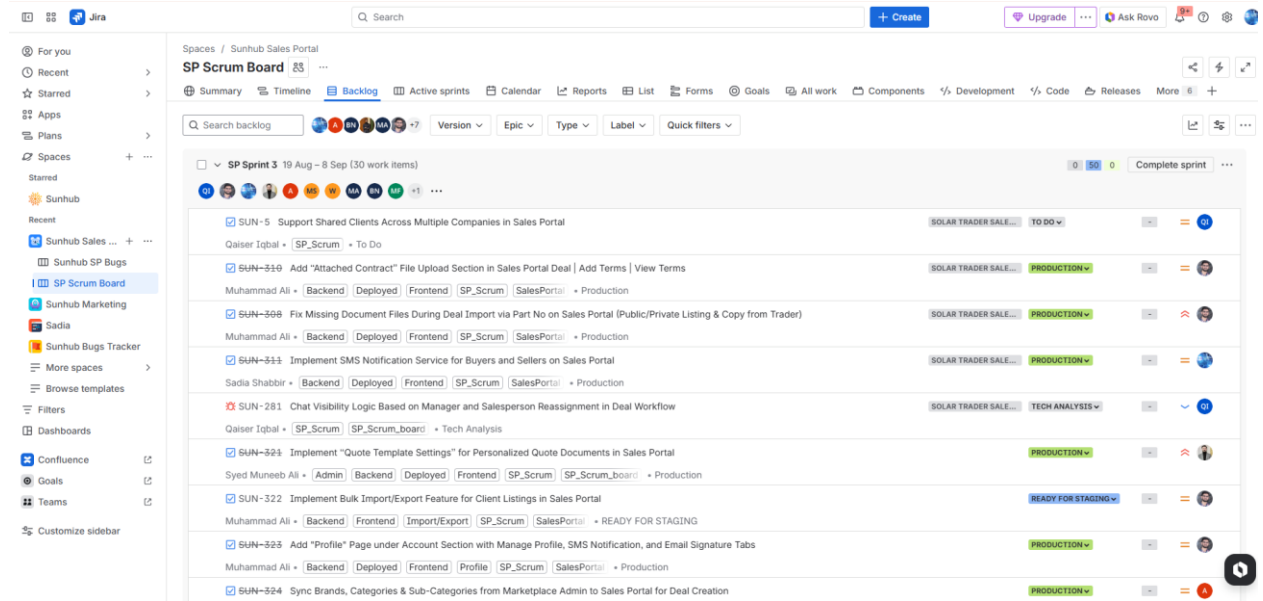 Jira
Search
+ Create
Upgrade
Ask Rovo
9+
For you
Recent
Starred
Apps
Plans
Spaces
Starred
Sunhub
Recent
Sunhub Sales ...
Sunhub SP Bugs
SP Scrum Board
Sunhub Marketing
Sadia
Sunhub Bugs Tracker
More spaces
Browse templates
Filters
Dashboards
Confluence
Goals
Teams
Customize sidebar
Spaces / Sunhub Sales Portal
SP Scrum Board
Summary Timeline Backlog Active sprints Calendar Reports List Forms Goals All work Components Development Code Releases More 6
Search backlog A BN MA +7 Version Epic Type Label Quick filters
SP Sprint 3 19 Aug – 8 Sep (30 work items) 0 50 0 Complete sprint
QI A MS W MA BN MF +1
SUN-5 Support Shared Clients Across Multiple Companies in Sales Portal SOLAR TRADER SALE... TO DO - QI
Qaiser Iqbal • SP_Scrum • To Do
SUN-310 Add "Attached Contract" File Upload Section in Sales Portal Deal | Add Terms | View Terms SOLAR TRADER SALE... PRODUCTION -
Muhammad Ali • Backend Deployed Frontend SP_Scrum SalesPortal • Production
SUN-308 Fix Missing Document Files During Deal Import via Part No on Sales Portal (Public/Private Listing & Copy from Trader) SOLAR TRADER SALE... PRODUCTION -
Muhammad Ali • Backend Deployed Frontend SP_Scrum SalesPortal • Production
SUN-311 Implement SMS Notification Service for Buyers and Sellers on Sales Portal SOLAR TRADER SALE... PRODUCTION -
Sadia Shabbir • Backend Deployed Frontend SP_Scrum SalesPortal • Production
SUN-281 Chat Visibility Logic Based on Manager and Salesperson Reassignment in Deal Workflow SOLAR TRADER SALE... TECH ANALYSIS - QI
Qaiser Iqbal • SP_Scrum SP_Scrum_board • Tech Analysis
SUN-321 Implement "Quote Template Settings" for Personalized Quote Documents in Sales Portal PRODUCTION -
Syed Muneeb Ali • Admin Backend Deployed Frontend SP_Scrum SP_Scrum_board • Production
SUN-322 Implement Bulk Import/Export Feature for Client Listings in Sales Portal READY FOR STAGING -
Muhammad Ali • Backend Frontend Import/Export SP_Scrum SalesPortal • READY FOR STAGING
SUN-323 Add "Profile" Page under Account Section with Manage Profile, SMS Notification, and Email Signature Tabs PRODUCTION -
Muhammad Ali • Backend Deployed Frontend Profile SP_Scrum SalesPortal • Production
SUN-324 Sync Brands, Categories & Sub-Categories from Marketplace Admin to Sales Portal for Deal Creation PRODUCTION - A